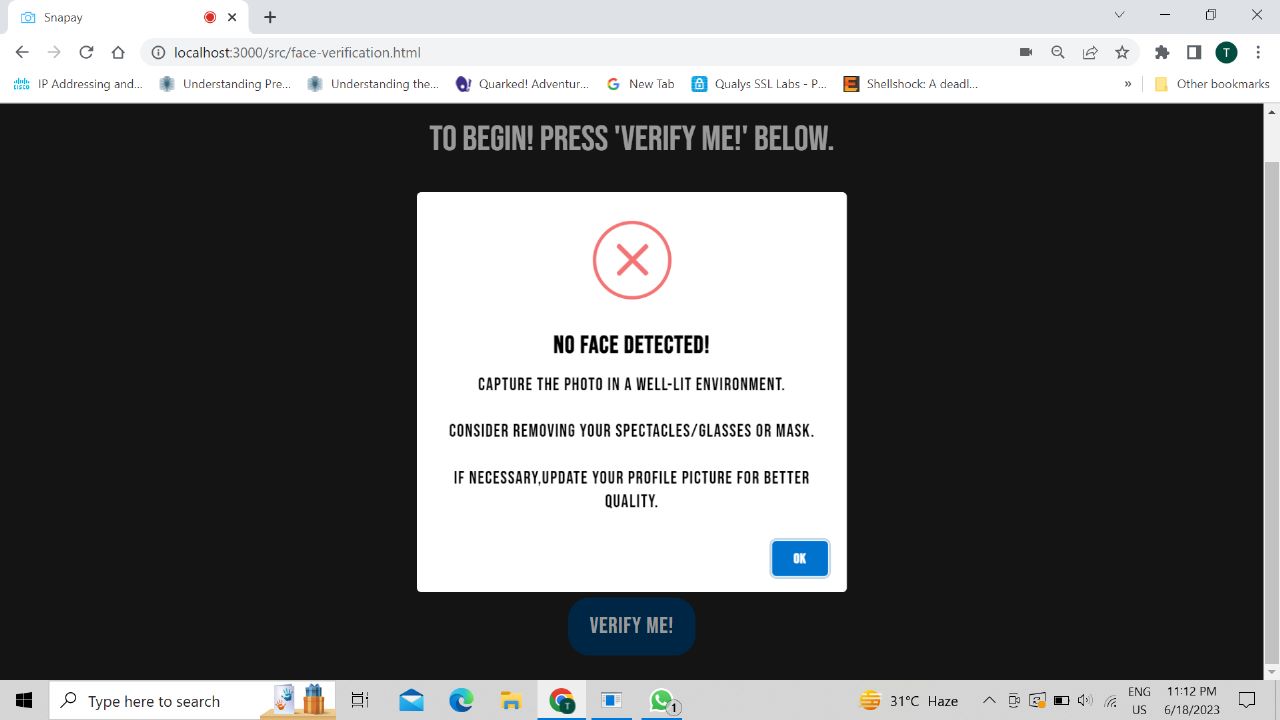 Snapay
localhost:3000/src/face-verification.html
T
IP Addressing and...
Understanding Pre...
Understanding the...
Quarked! Adventu...
New Tab
Qualys SSL Labs - P...
Shellshock: A deadl...
»
Other bookmarks
TO BEGIN! PRESS 'VERIFY ME!' BELOW.
NO FACE DETECTED!
CAPTURE THE PHOTO IN A WELL-LIT ENVIRONMENT.
CONSIDER REMOVING YOUR SPECTACLES/GLASSES OR MASK.
IF NECESSARY,UPDATE YOUR PROFILE PICTURE FOR BETTER
QUALITY.
OK
VERIFY ME!
Type here to search
T
1
31°C Haze
ENG
US
11:12 PM
6/18/2023